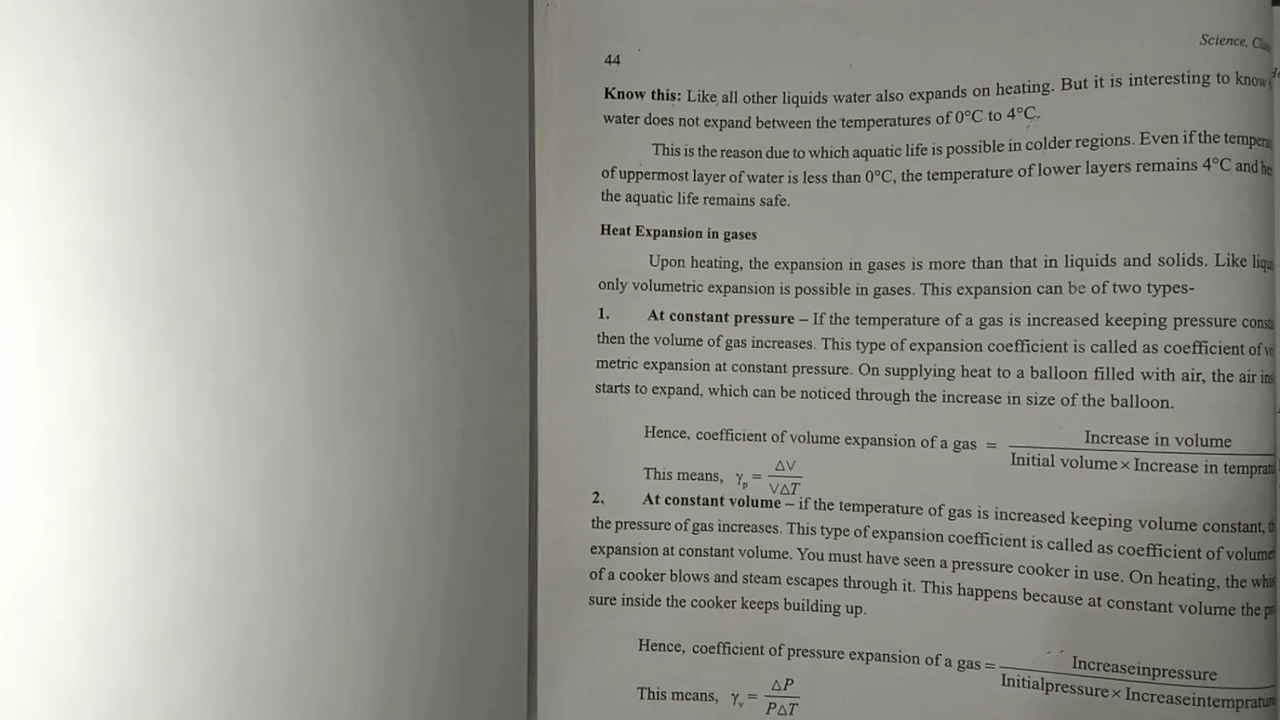 Science,
44
Know this: Like all other liquids water also expands on heating. But it is interesting to know
water does not expand between the temperatures of 0°C to 4°C.
This is the reason due to which aquatic life is possible in colder regions. Even if the
of uppermost layer of water is less than 0°C, the temperature of lower layers remains 4°C and
the aquatic life remains safe.
Heat Expansion in gases
Upon heating, the expansion in gases is more than that in liquids and solids. Like
only volumetric expansion is possible in gases. This expansion can be of two types-
1. At constant pressure – If the temperature of a gas is increased keeping pressure
then the volume of gas increases. This type of expansion coefficient is called as coefficient of
metric expansion at constant pressure. On supplying heat to a balloon filled with air, the air
starts to expand, which can be noticed through the increase in size of the balloon.
Hence, coefficient of volume expansion of a gas = Increase in volume
Initial volume × Increase in
This means, γp = ΔV
VΔT
2. At constant volume – if the temperature of gas is increased keeping volume constant,
the pressure of gas increases. This type of expansion coefficient is called as coefficient of
expansion at constant volume. You must have seen a pressure cooker in use. On heating, the
of a cooker blows and steam escapes through it. This happens because at constant volume the
sure inside the cooker keeps building up.
Hence, coefficient of pressure expansion of a gas = Increaseinpressure
Initialpressure × Increaseintemprature
This means, γv = ΔP
PΔT